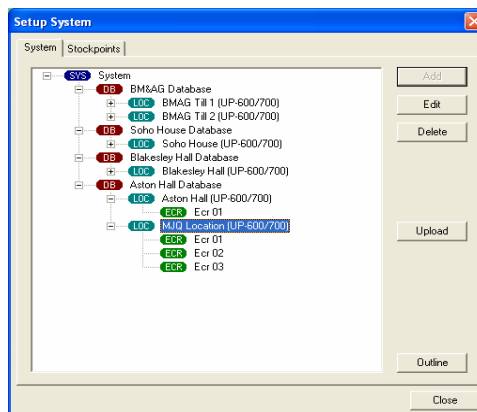 Setup System
System Stockpoints
SYS System
DB BM&AG Database
LOC BMAG Till 1 (UP-600/700)
LOC BMAG Till 2 (UP-600/700)
DB Soho House Database
LOC Soho House (UP-600/700)
DB Blakesley Hall Database
LOC Blakesley Hall (UP-600/700)
DB Aston Hall Database
LOC Aston Hall (UP-600/700)
ECR Ecr 01
LOC MJQ Location (UP-600/700)
ECR Ecr 01
ECR Ecr 02
ECR Ecr 03
Add
Edit
Delete
Upload
Outline
Close